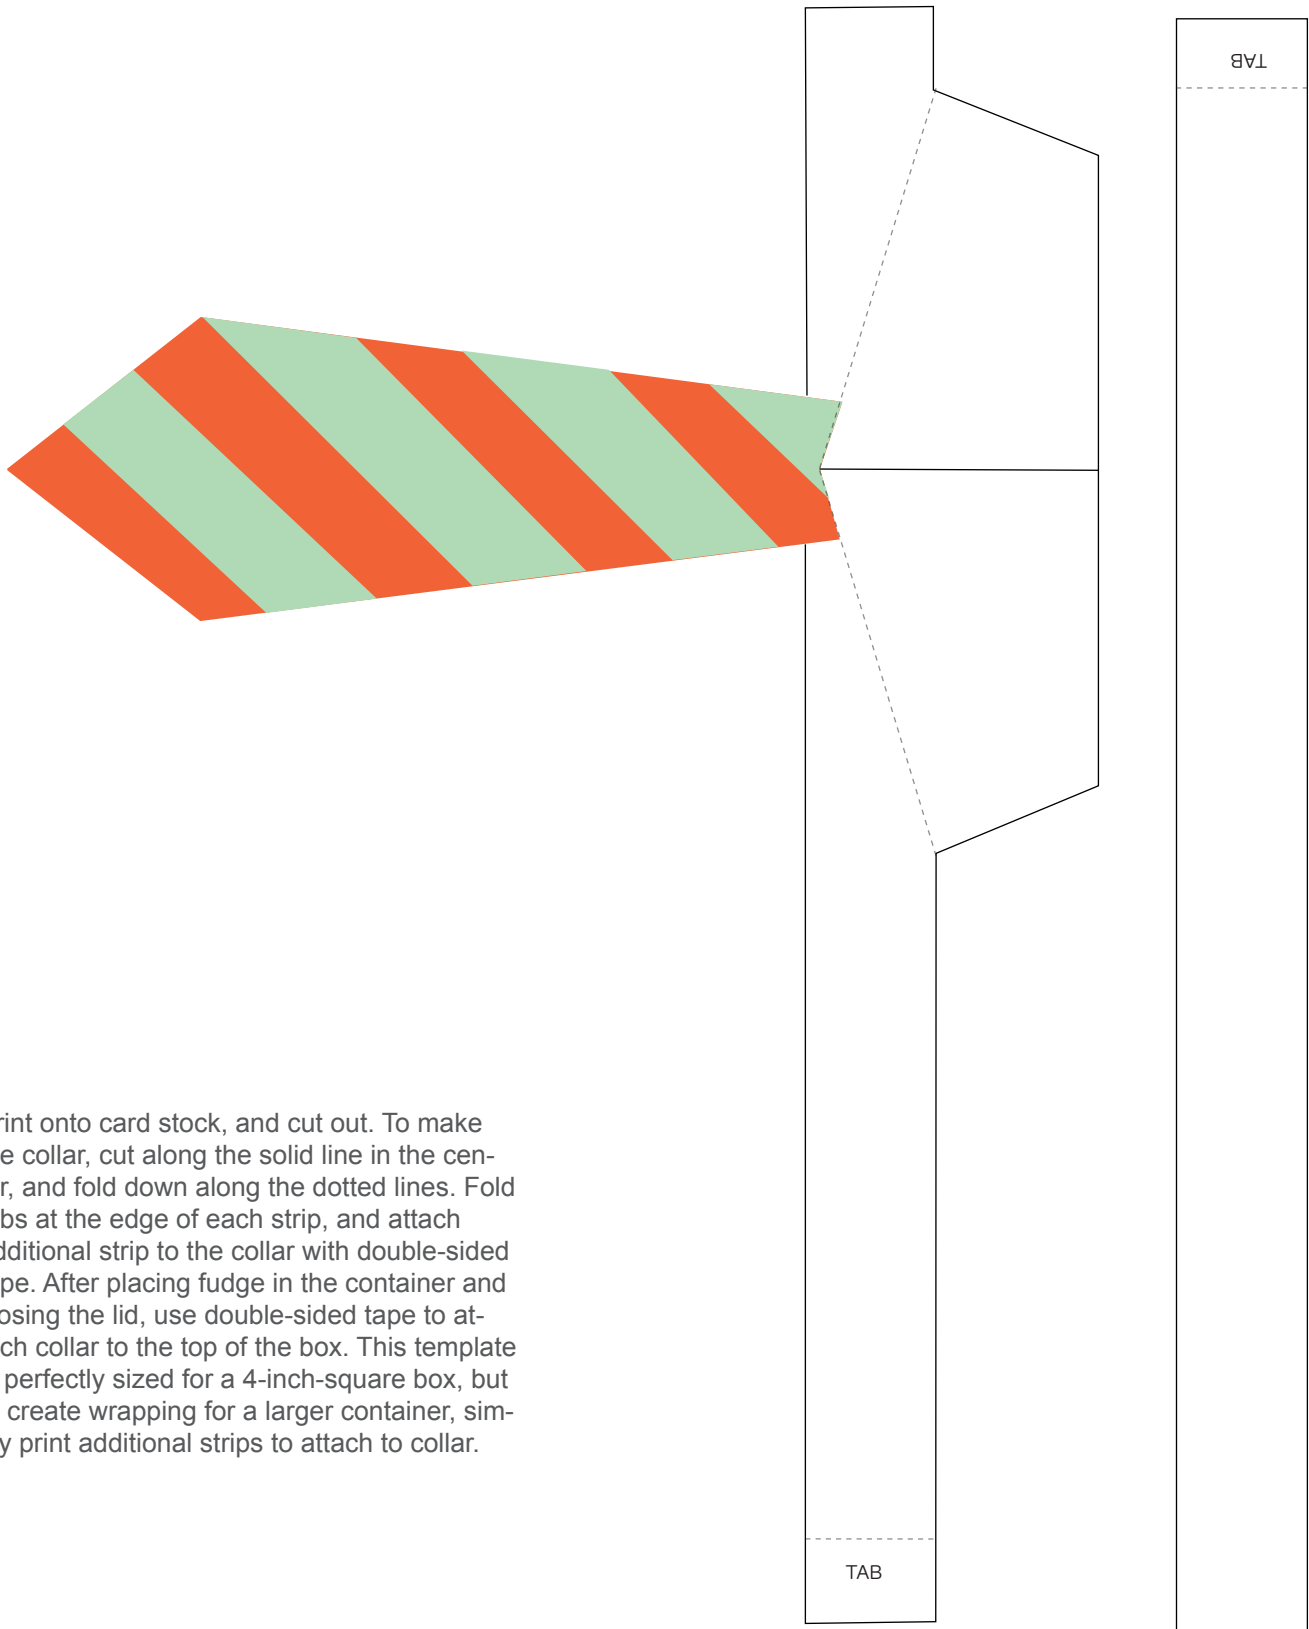 TAB
rint onto card stock, and cut out. To make
e collar, cut along the solid line in the cen-
r, and fold down along the dotted lines. Fold
bs at the edge of each strip, and attach
dditional strip to the collar with double-sided
pe. After placing fudge in the container and
osing the lid, use double-sided tape to at-
ch collar to the top of the box. This template
perfectly sized for a 4-inch-square box, but
create wrapping for a larger container, sim-
y print additional strips to attach to collar.
TAB